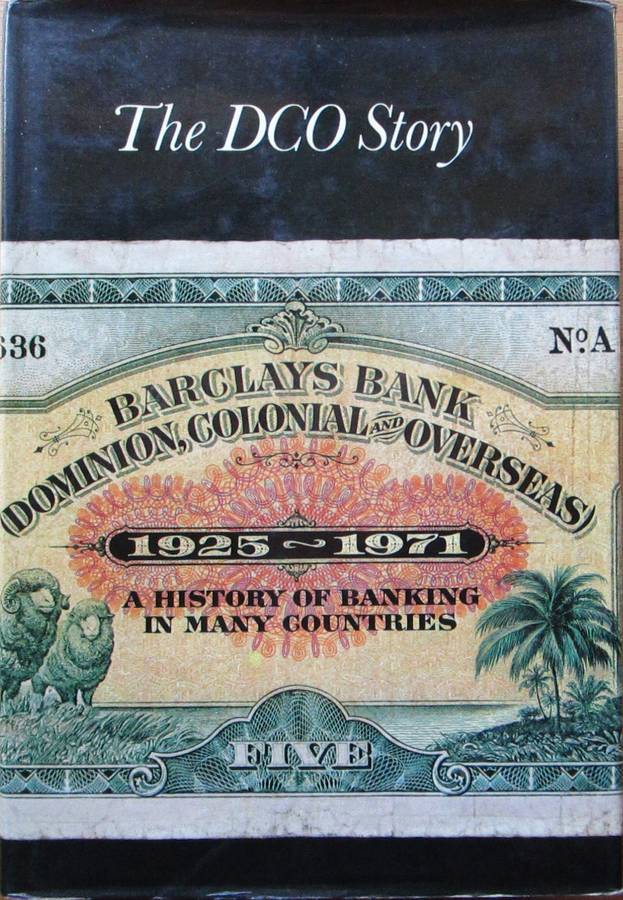 The DCO Story
636
NºA
BARCLAYS BANK
(DOMINION, COLONIAL AND OVERSEAS)
1925 ~ 1971
A HISTORY OF BANKING
IN MANY COUNTRIES
FIVE